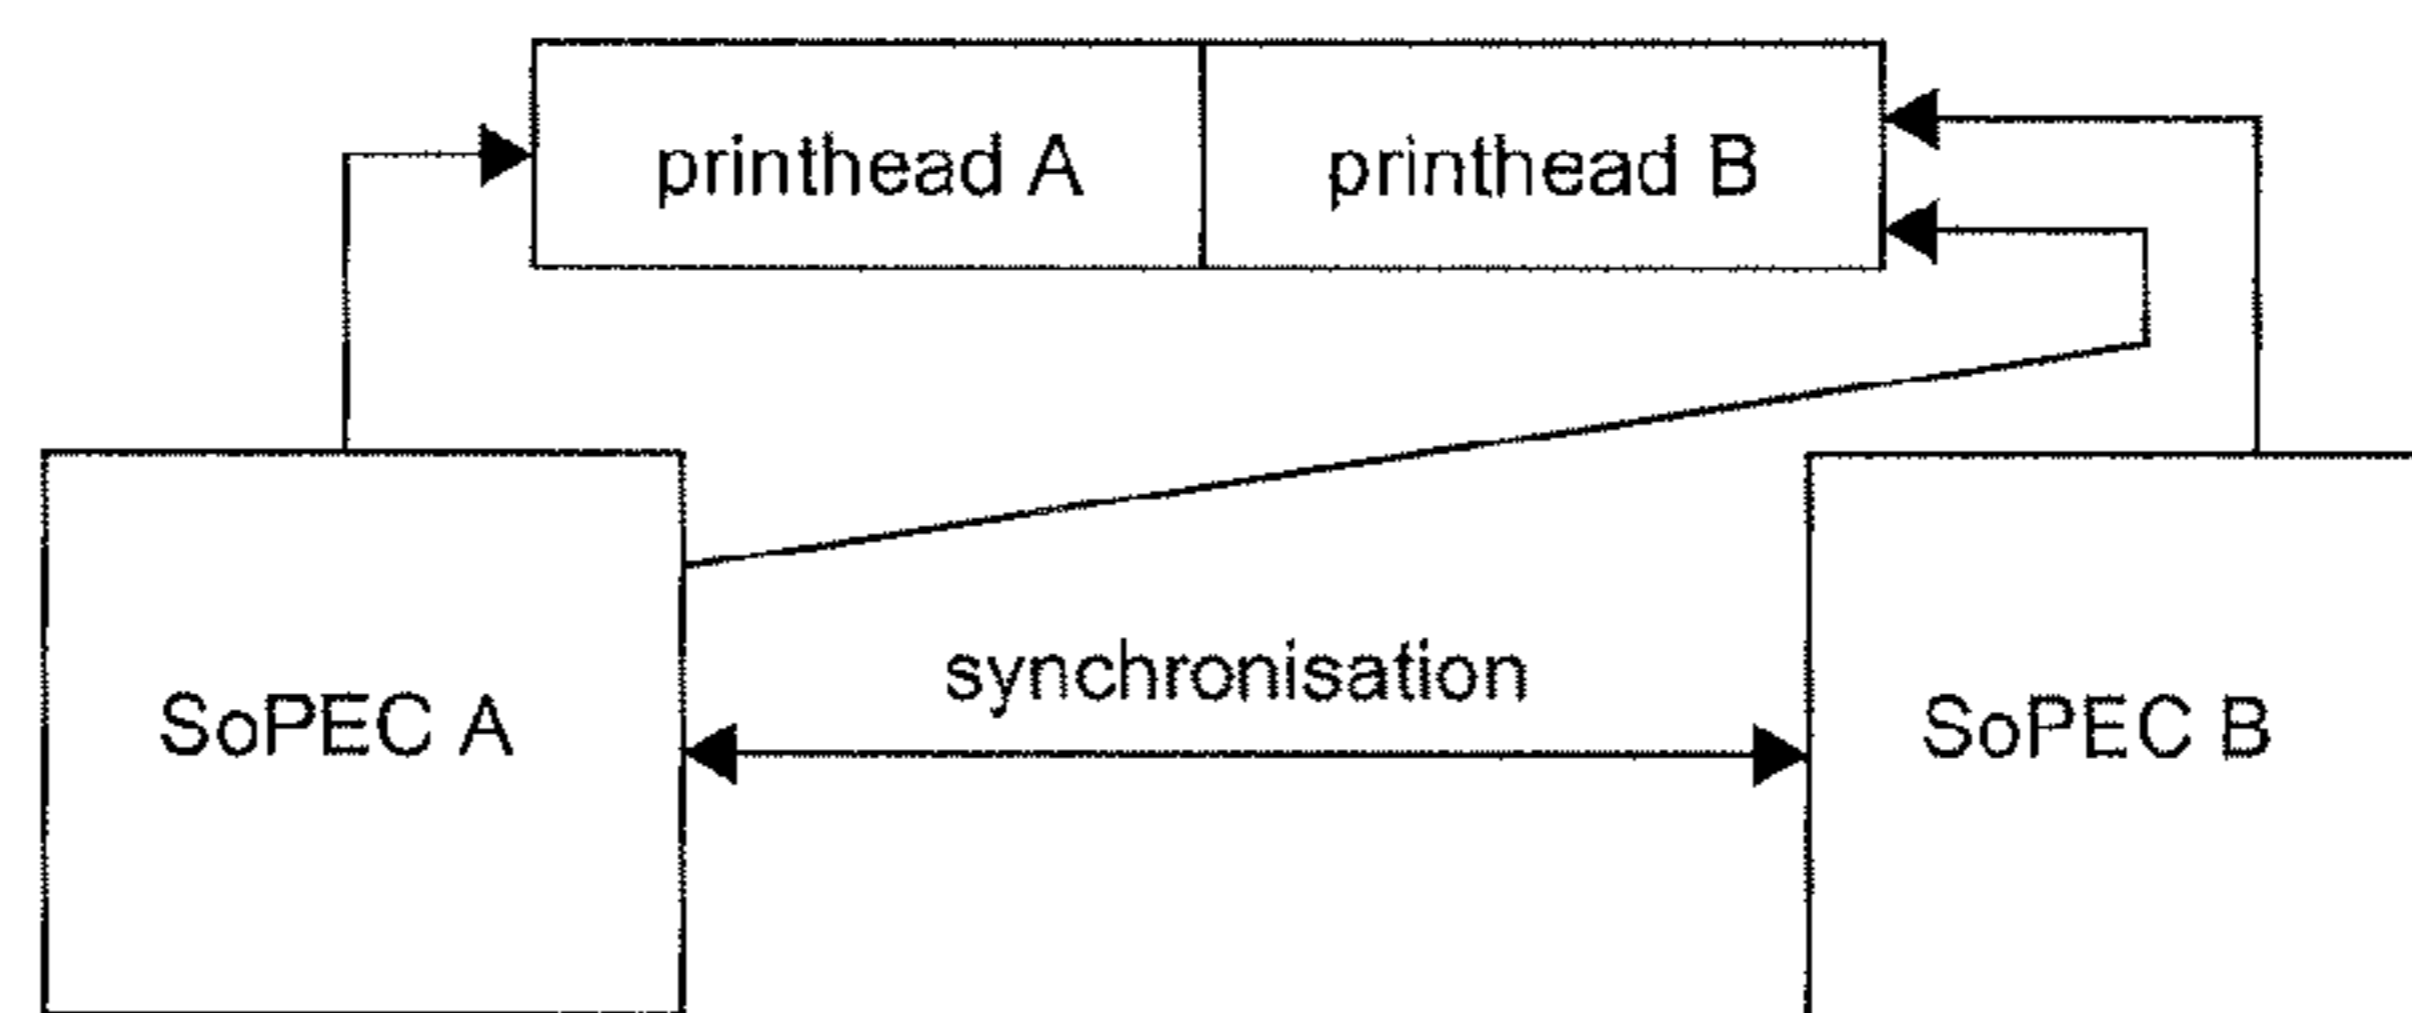 printhead A
printhead B
synchronisation
SoPEC A
SoPEC B